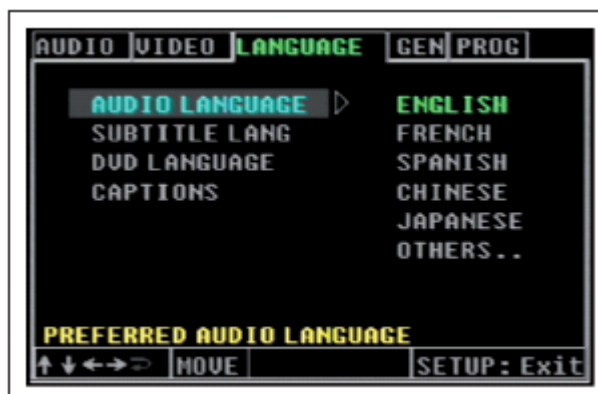 AUDIO VIDEO LANGUAGE GEN PROG
AUDIO LANGUAGE ENGLISH
SUBTITLE LANG FRENCH
DVD LANGUAGE SPANISH
CAPTIONS CHINESE
JAPANESE
OTHERS..
PREFERRED AUDIO LANGUAGE
MOVE SETUP: Exit